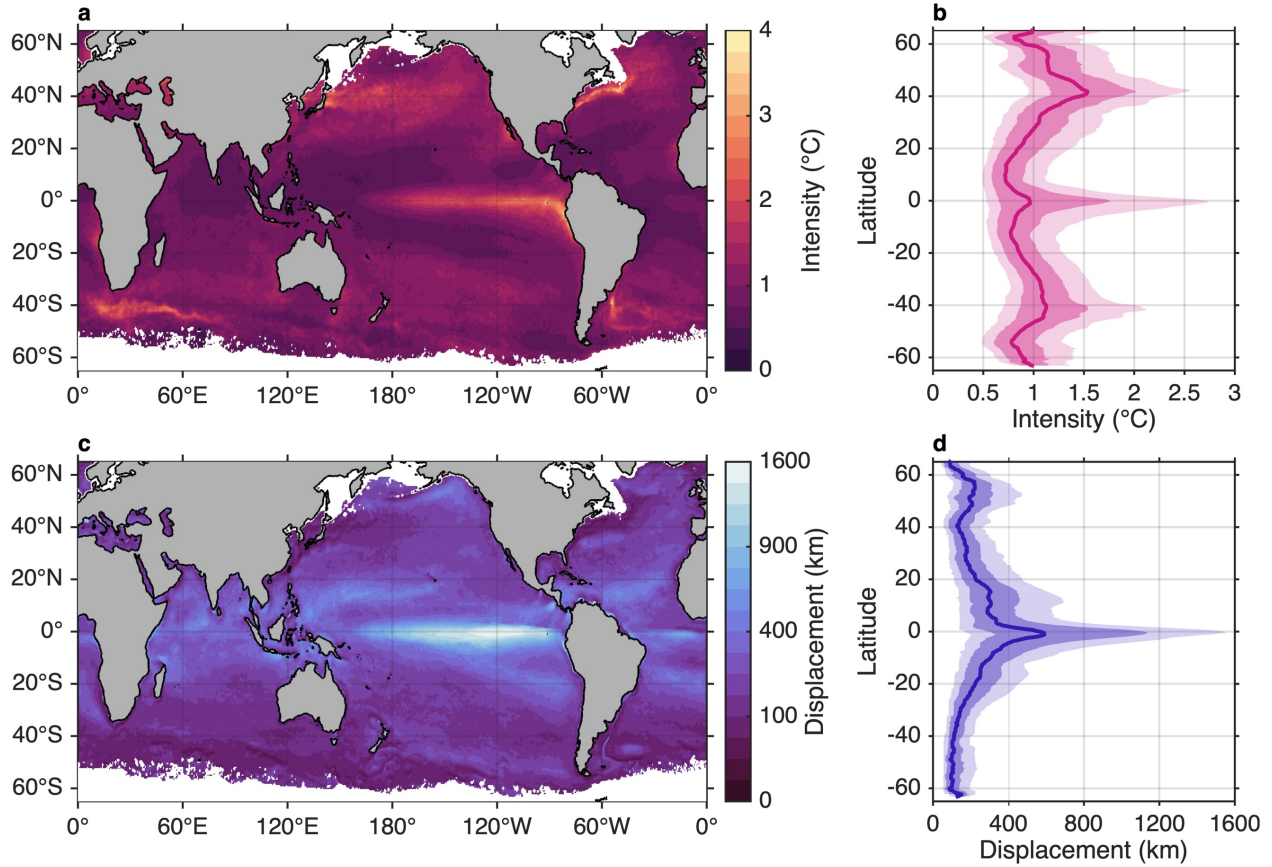 a
60°N
40°N
20°N
0°
20°S
40°S
60°S
0° 60°E 120°E 180° 120°W 60°W 0°
4
3
2
1
0
Intensity (°C)
b
60
40
20
0
-20
-40
-60
Latitude
0 0.5 1 1.5 2 2.5 3
Intensity (°C)
c
60°N
40°N
20°N
0°
20°S
40°S
60°S
0° 60°E 120°E 180° 120°W 60°W 0°
1600
900
400
100
0
Displacement (km)
d
60
40
20
0
-20
-40
-60
Latitude
0 400 800 1200 1600
Displacement (km)